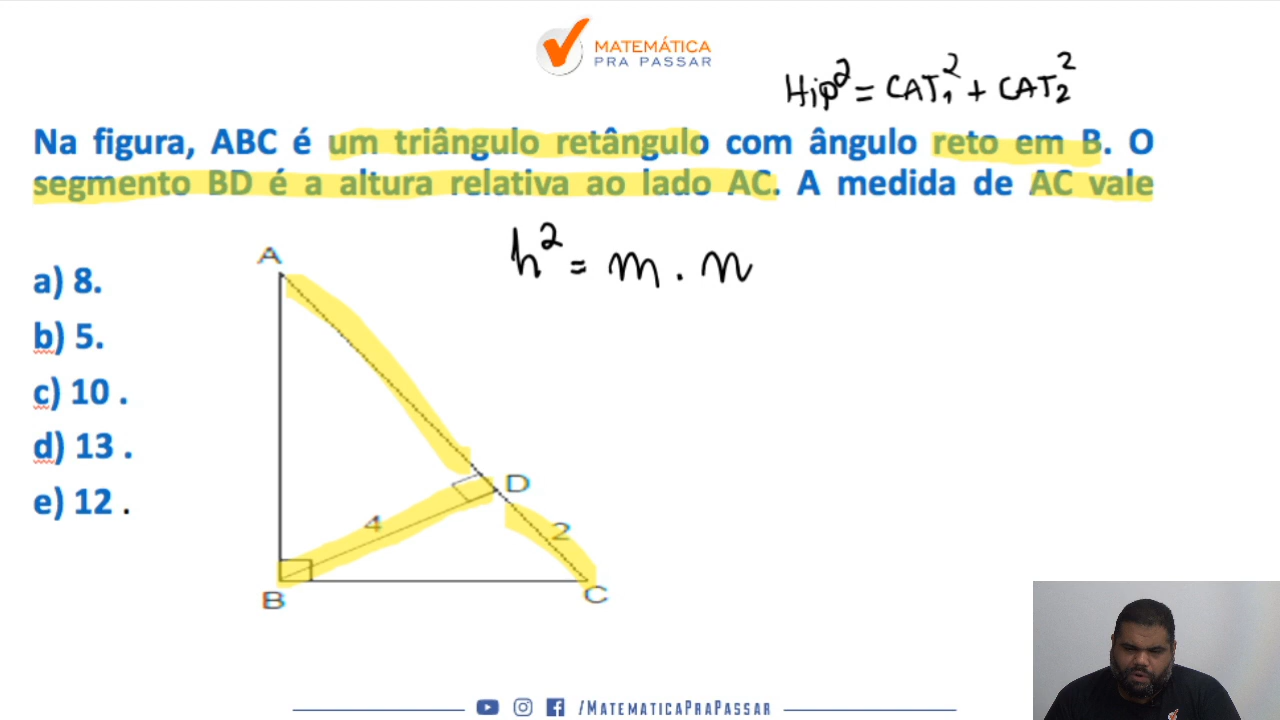 MATEMÁTICA
PRA PASSAR
Hip² = CAT₁² + CAT₂²
Na figura, ABC é um triângulo retângulo com ângulo reto em B. O
segmento BD é a altura relativa ao lado AC. A medida de AC vale
h² = m . n
a) 8.
b) 5.
c) 10 .
d) 13 .
e) 12 .
A
D
4
2
B
C
/MATEMATICAPRAPASSAR